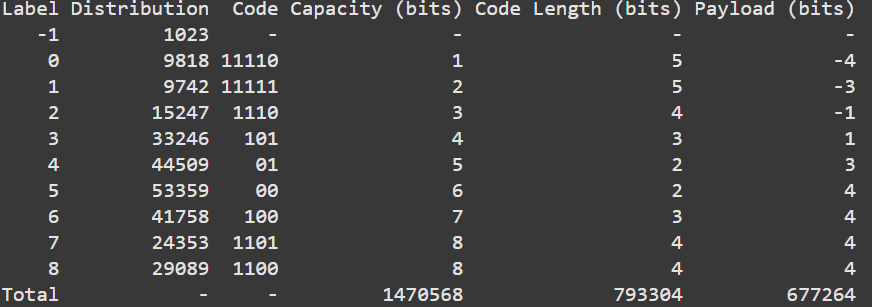 Label Distribution Code Capacity (bits) Code Length (bits) Payload (bits)
-1 1023 - - - -
0 9818 11110 1 5 -4
1 9742 11111 2 5 -3
2 15247 1110 3 4 -1
3 33246 101 4 3 1
4 44509 01 5 2 3
5 53359 00 6 2 4
6 41758 100 7 3 4
7 24353 1101 8 4 4
8 29089 1100 8 4 4
Total - - 1470568 793304 677264